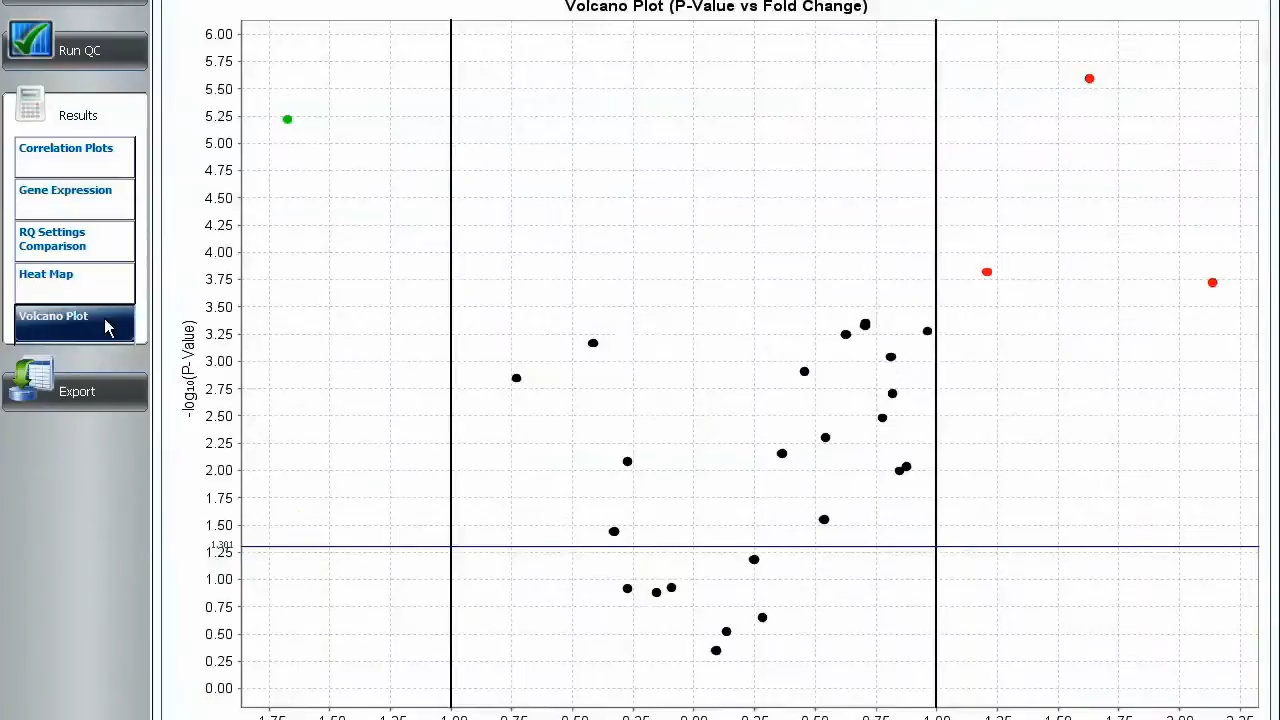 Volcano Plot (P-Value vs Fold Change)
Run QC
Results
Correlation Plots
Gene Expression
RQ Settings
Comparison
Heat Map
Volcano Plot
Export
-log₁₀(P-Value)
6.00
5.75
5.50
5.25
5.00
4.75
4.50
4.25
4.00
3.75
3.50
3.25
3.00
2.75
2.50
2.25
2.00
1.75
1.50
1.301
1.25
1.00
0.75
0.50
0.25
0.00